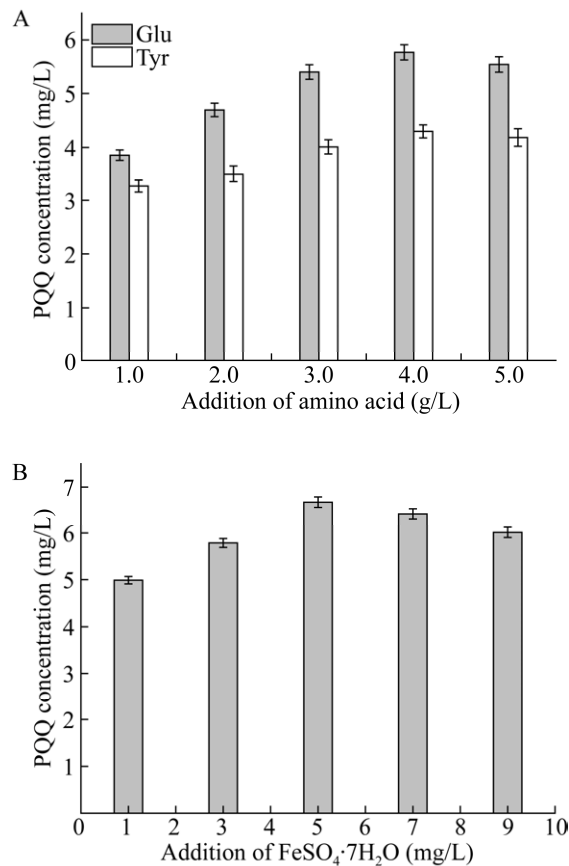 A
Glu
Tyr
PQQ concentration (mg/L)
6
5
4
3
2
1
0
1.0 2.0 3.0 4.0 5.0
Addition of amino acid (g/L)
B
PQQ concentration (mg/L)
7
6
5
4
3
2
1
0 1 2 3 4 5 6 7 8 9 10
Addition of FeSO₄·7H₂O (mg/L)